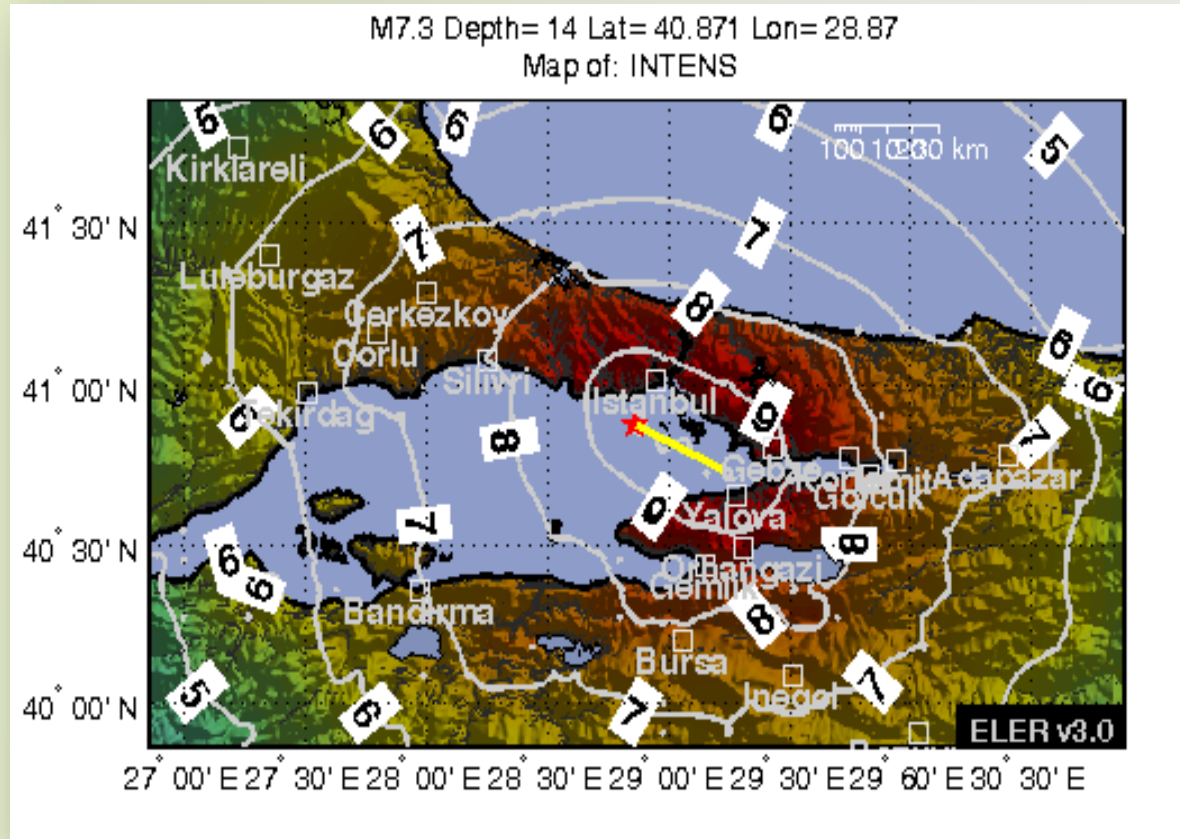 M7.3 Depth= 14 Lat= 40.871 Lon= 28.87
Map of: INTENS
5
6
6
6
5
Kirklareli
km
41° 30' N
7
7
Luleburgaz
8
Cerkezkoy
Corlu
6
6
Silivri
41° 00' N
Istanbul
Tekirdag
9
7
8
Gebze
Adapazar
Golcuk
9
Yalova
7
8
40° 30' N
6
6
Orhangazi
Gemlik
Bandirma
8
Bursa
5
Inegol
7
6
7
40° 00' N
ELER v3.0
27° 00' E 27° 30' E 28° 00' E 28° 30' E 29° 00' E 29° 30' E 29° 60' E 30° 30' E